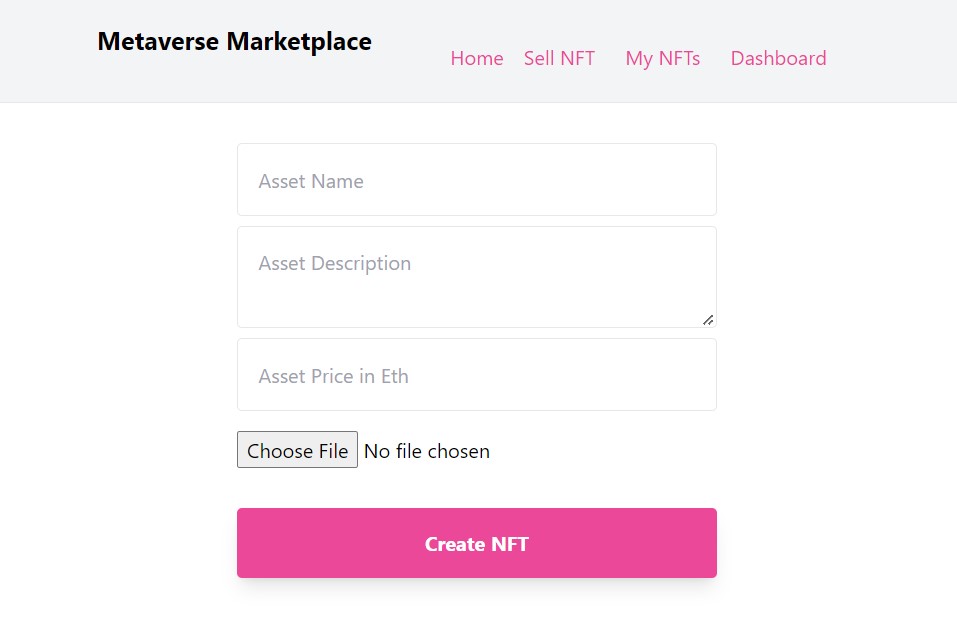 Metaverse Marketplace
Home Sell NFT My NFTs Dashboard
Asset Name
Asset Description
Asset Price in Eth
Choose File No file chosen
Create NFT